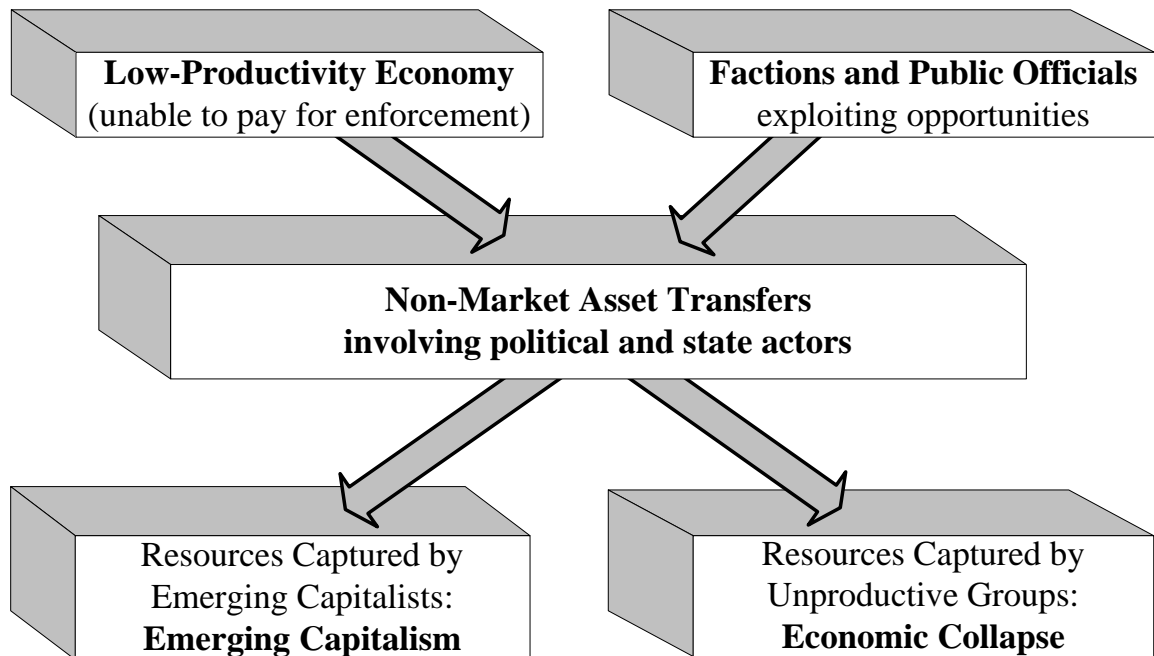 Low-Productivity Economy
(unable to pay for enforcement)
Factions and Public Officials
exploiting opportunities
Non-Market Asset Transfers
involving political and state actors
Resources Captured by
Emerging Capitalists:
Emerging Capitalism
Resources Captured by
Unproductive Groups:
Economic Collapse